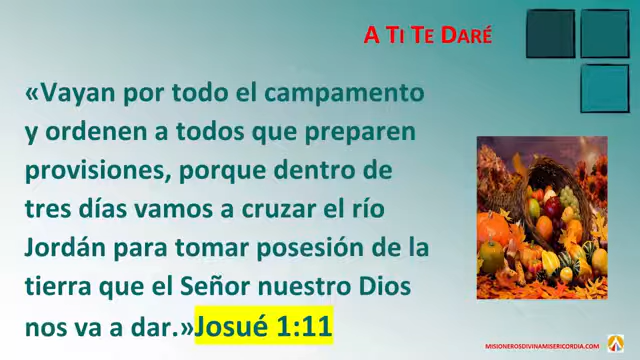 A TI TE DARÉ
«Vayan por todo el campamento
y ordenen a todos que preparen
provisiones, porque dentro de
tres días vamos a cruzar el río
Jordán para tomar posesión de la
tierra que el Señor nuestro Dios
nos va a dar.»Josué 1:11
MISIONEROSDIVINAMISERICORDIA.COM